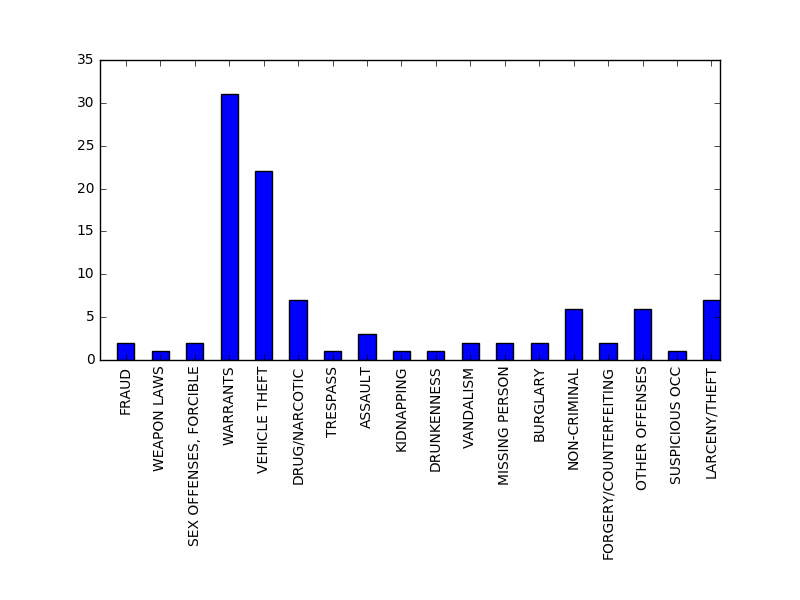 35
30
25
20
15
10
5
0
FRAUD
WEAPON LAWS
SEX OFFENSES, FORCIBLE
WARRANTS
VEHICLE THEFT
DRUG/NARCOTIC
TRESPASS
ASSAULT
KIDNAPPING
DRUNKENNESS
VANDALISM
MISSING PERSON
BURGLARY
NON-CRIMINAL
FORGERY/COUNTERFEITING
OTHER OFFENSES
SUSPICIOUS OCC
LARCENY/THEFT